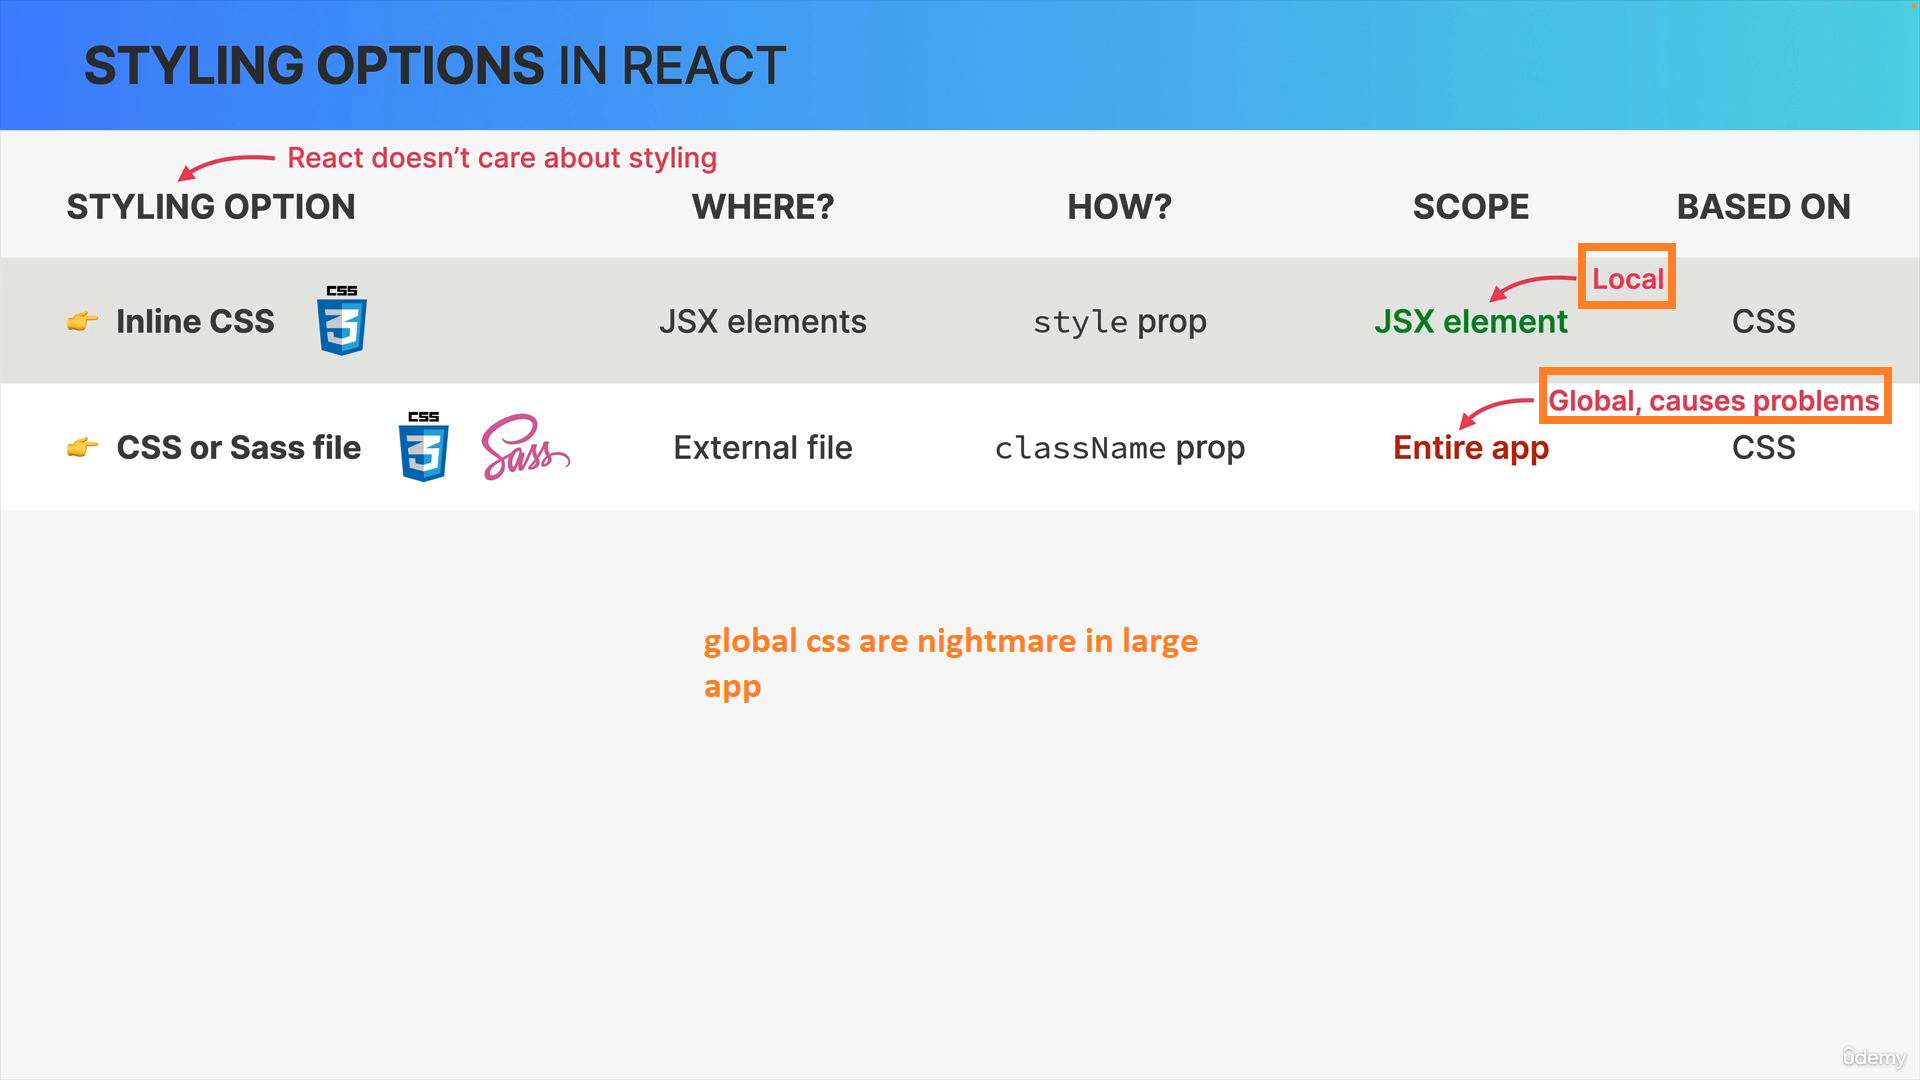 STYLING OPTIONS IN REACT
React doesn’t care about styling
STYLING OPTION WHERE? HOW? SCOPE BASED ON
Local
👉 Inline CSS CSS 3 JSX elements style prop JSX element CSS
Global, causes problems
👉 CSS or Sass file CSS 3 Sass External file className prop Entire app CSS
global css are nightmare in large
app
ûdemy